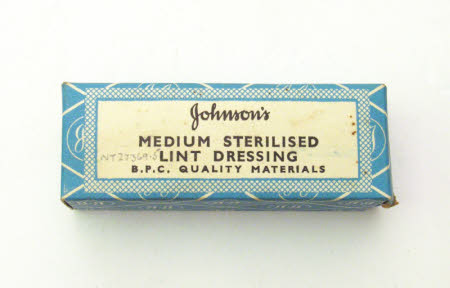 Johnson's
MEDIUM STERILISED
LINT DRESSING
B.P.C. QUALITY MATERIALS